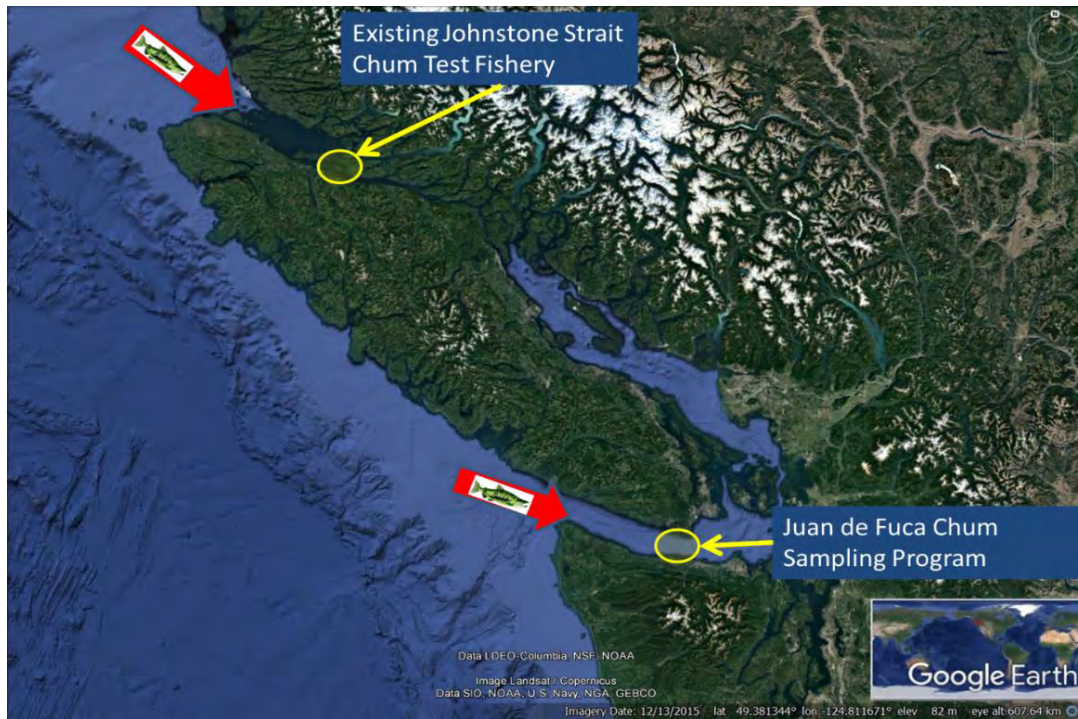 Existing Johnstone Strait
Chum Test Fishery
Juan de Fuca Chum
Sampling Program
Data LDEO-Columbia, NSF, NOAA
Image Landsat / Copernicus
Data SIO, NOAA, U.S. Navy, NGA, GEBCO
Google Earth
Imagery Date: 12/13/2015 lat 49.381344° lon -124.811671° elev 82 m eye alt 607.64 km